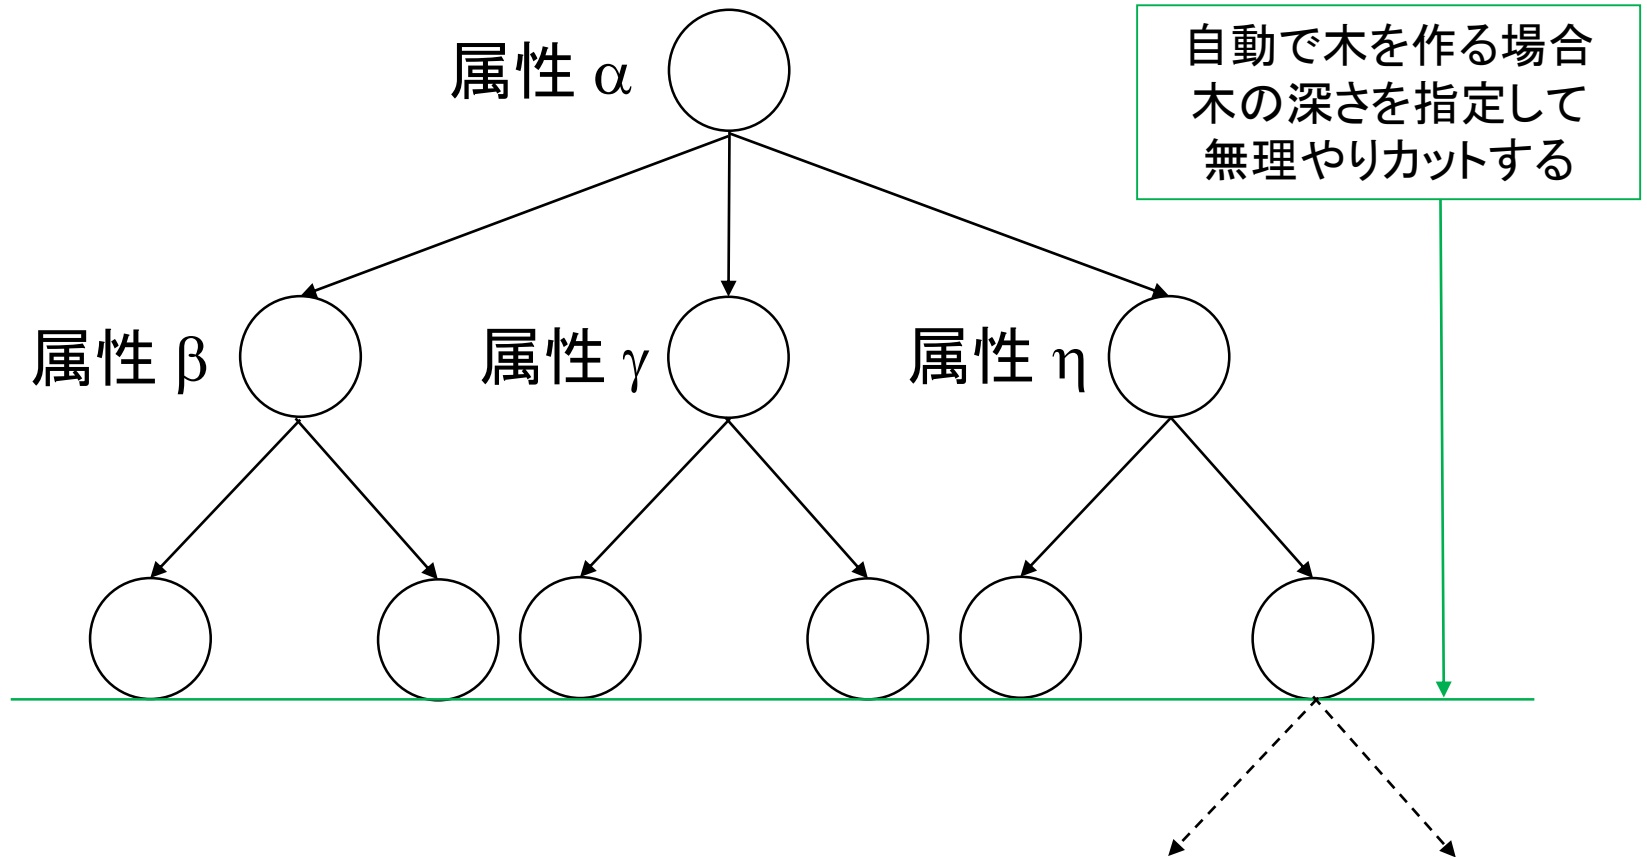 属性 α
自動で木を作る場合
木の深さを指定して
無理やりカットする
属性 β
属性 γ
属性 η